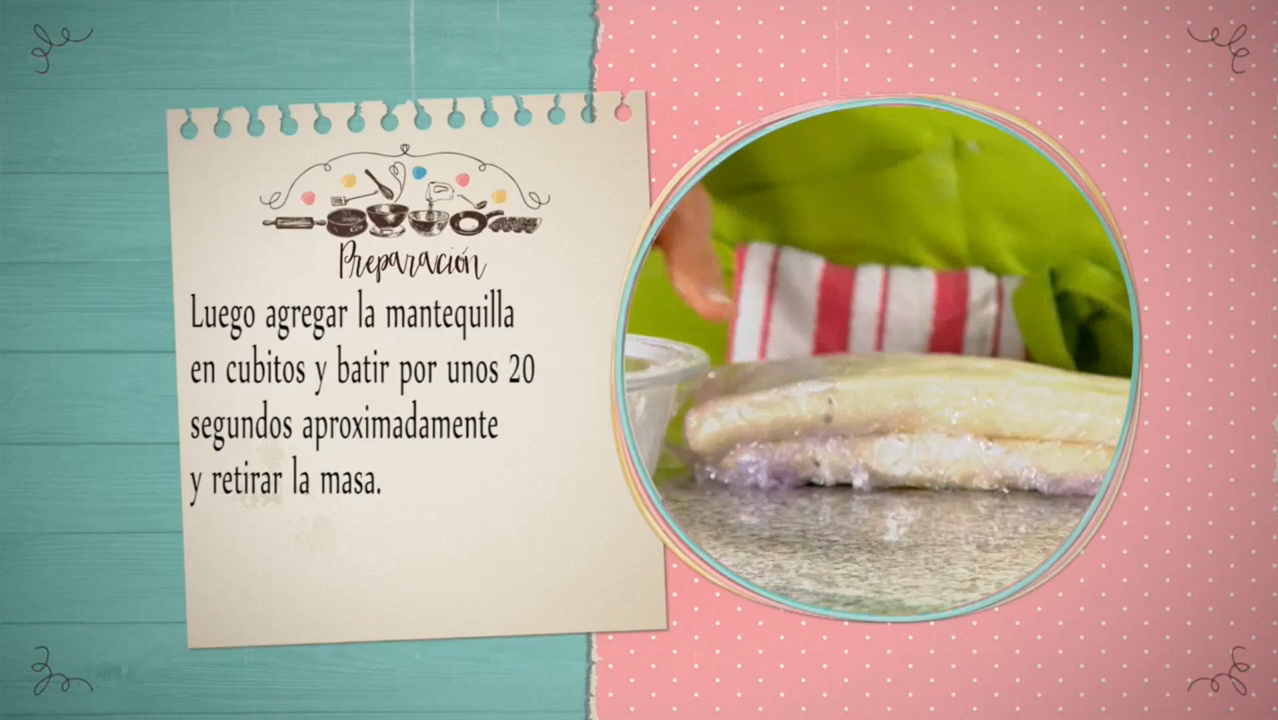 Preparación
Luego agregar la mantequilla
en cubitos y batir por unos 20
segundos aproximadamente
y retirar la masa.